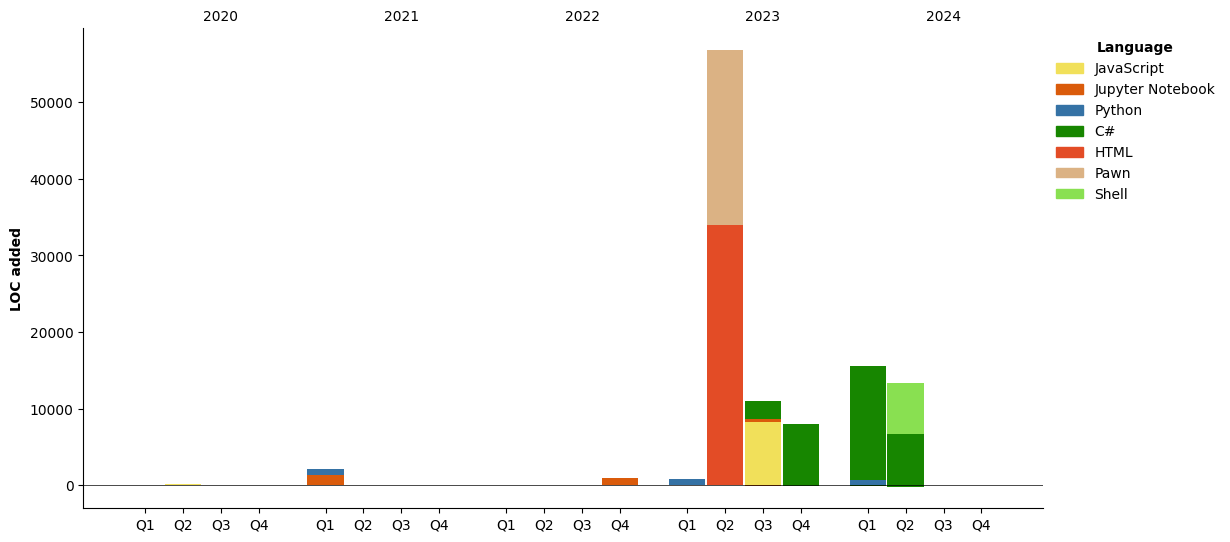 2020 2021 2022 2023 2024
Language
JavaScript
Jupyter Notebook
Python
C#
HTML
Pawn
Shell
LOC added
50000
40000
30000
20000
10000
0
Q1 Q2 Q3 Q4 Q1 Q2 Q3 Q4 Q1 Q2 Q3 Q4 Q1 Q2 Q3 Q4 Q1 Q2 Q3 Q4